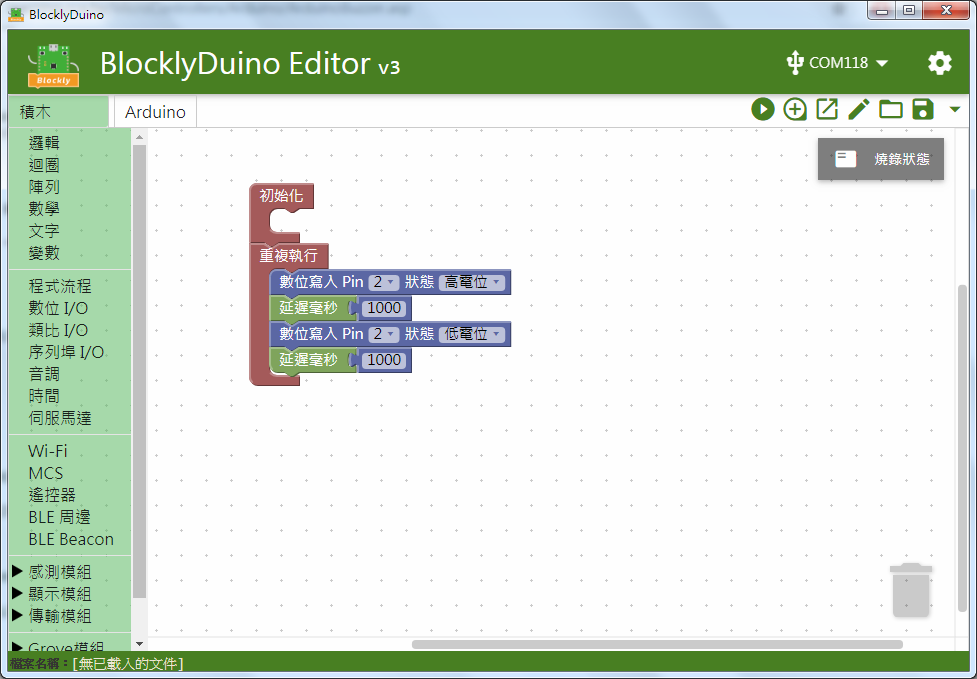 BlocklyDuino
Blockly
BlocklyDuino Editor v3
COM118
積木
Arduino
邏輯
迴圈
陣列
數學
文字
變數
程式流程
數位 I/O
類比 I/O
序列埠 I/O
音調
時間
伺服馬達
Wi-Fi
MCS
遙控器
BLE 周邊
BLE Beacon
感測模組
顯示模組
傳輸模組
Grove模組
燒錄狀態
初始化
重複執行
數位寫入 Pin 2 狀態 高電位
延遲毫秒 1000
數位寫入 Pin 2 狀態 低電位
延遲毫秒 1000
檔案名稱：[無已載入的文件]